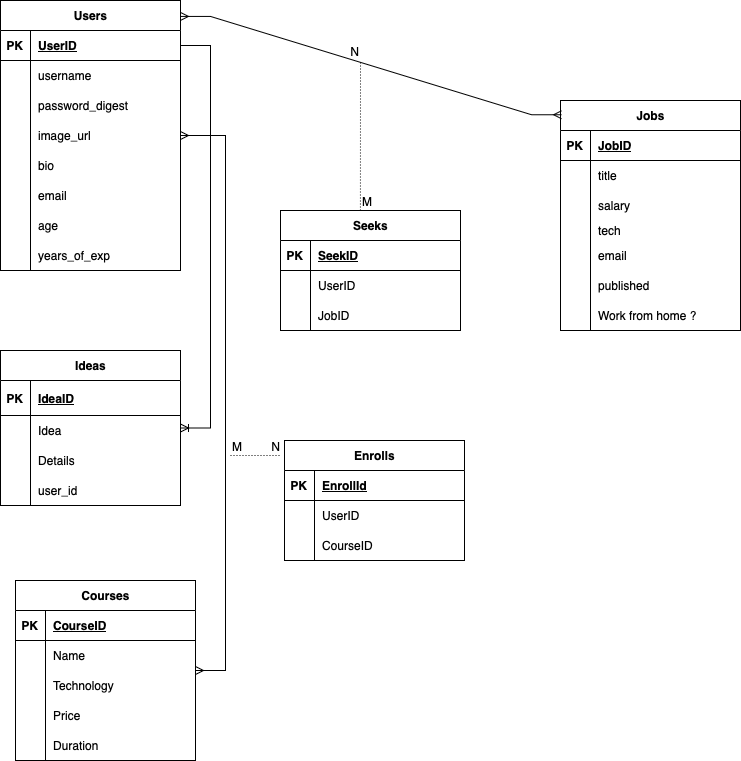 Users
PK UserID
username
password_digest
image_url
bio
email
age
years_of_exp
N
M
Jobs
PK JobID
title
salary
tech
email
published
Work from home ?
Seeks
PK SeekID
UserID
JobID
Ideas
PK IdeaID
Idea
Details
user_id
M N
Enrolls
PK EnrollId
UserID
CourseID
Courses
PK CourseID
Name
Technology
Price
Duration